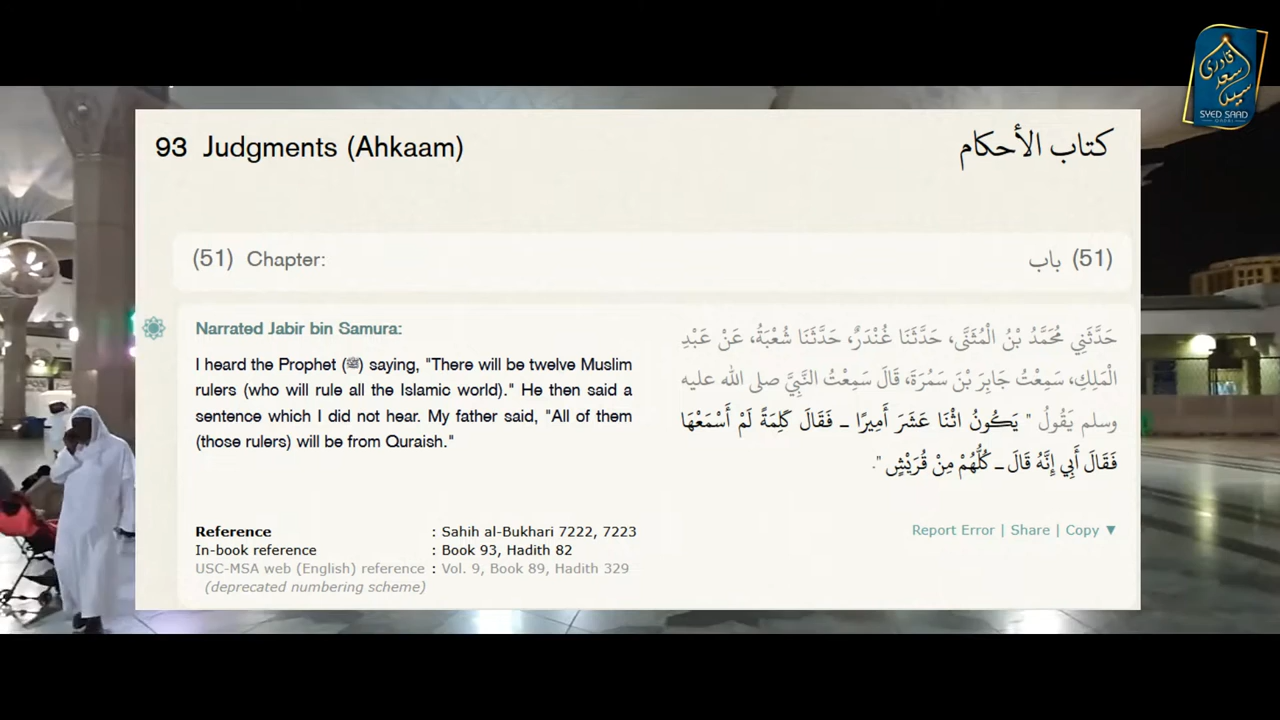 قادری
سعد
سید
SYED SAAD
QADRI
93 Judgments (Ahkaam)
كتاب الأحكام
(51) Chapter:
(51) باب
Narrated Jabir bin Samura:
I heard the Prophet (ﷺ) saying, "There will be twelve Muslim
rulers (who will rule all the Islamic world)." He then said a
sentence which I did not hear. My father said, "All of them
(those rulers) will be from Quraish."
حَدَّثَنِي مُحَمَّدُ بْنُ الْمُثَنَّى، حَدَّثَنَا غُنْدَرٌ، حَدَّثَنَا شُعْبَةُ، عَنْ عَبْدِ
الْمَلِكِ، سَمِعْتُ جَابِرَ بْنَ سَمُرَةَ، قَالَ سَمِعْتُ النَّبِيَّ صلى الله عليه
وسلم يَقُولُ " يَكُونُ اثْنَا عَشَرَ أَمِيرًا ـ فَقَالَ كَلِمَةً لَمْ أَسْمَعْهَا
فَقَالَ أَبِي إِنَّهُ قَالَ ـ كُلُّهُمْ مِنْ قُرَيْشٍ ".
Reference : Sahih al-Bukhari 7222, 7223
In-book reference : Book 93, Hadith 82
USC-MSA web (English) reference : Vol. 9, Book 89, Hadith 329
(deprecated numbering scheme)
Report Error | Share | Copy ▼